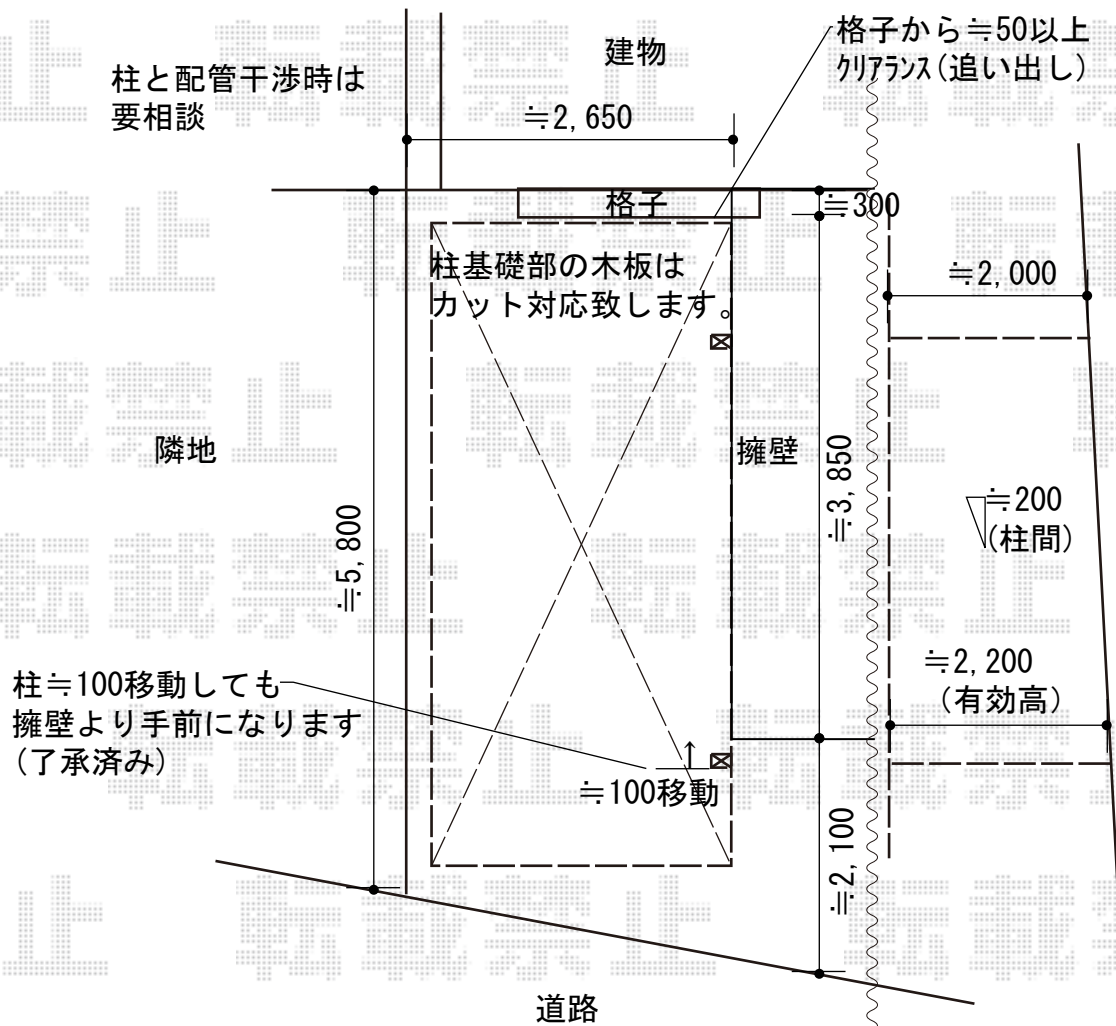 建物
格子から≒50以上
クリアランス(追い出し)
柱と配管干渉時は
要相談
≒2,650
格子
≒300
柱基礎部の木板は
カット対応致します。
≒2,000
隣地
擁壁
≒3,850
≒5,800
≒200
(柱間)
≒2,200
(有効高)
柱≒100移動しても
擁壁より手前になります
(了承済み)
↑
≒100移動
≒2,100
道路
転載禁止